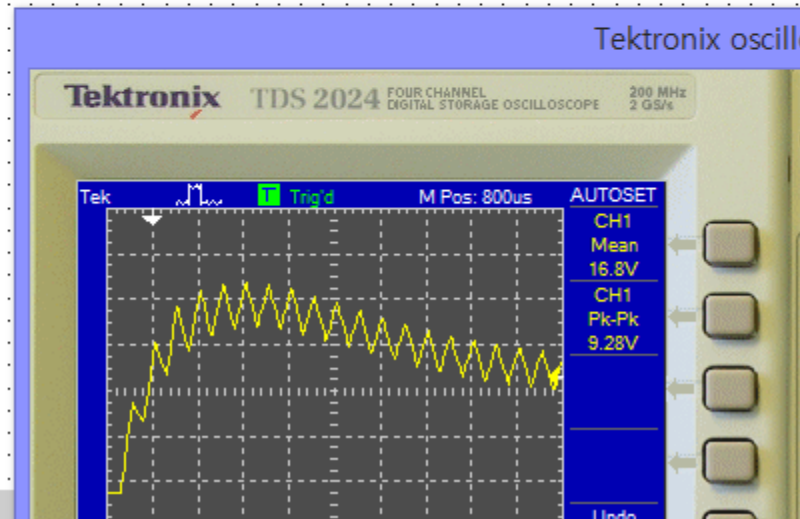 Tektronix oscill
Tektronix TDS 2024 FOUR CHANNEL
DIGITAL STORAGE OSCILLOSCOPE
200 MHz
2 GS/s
Tek T Trig'd M Pos: 800us AUTOSET
CH1
Mean
16.8V
CH1
Pk-Pk
9.28V
Undo